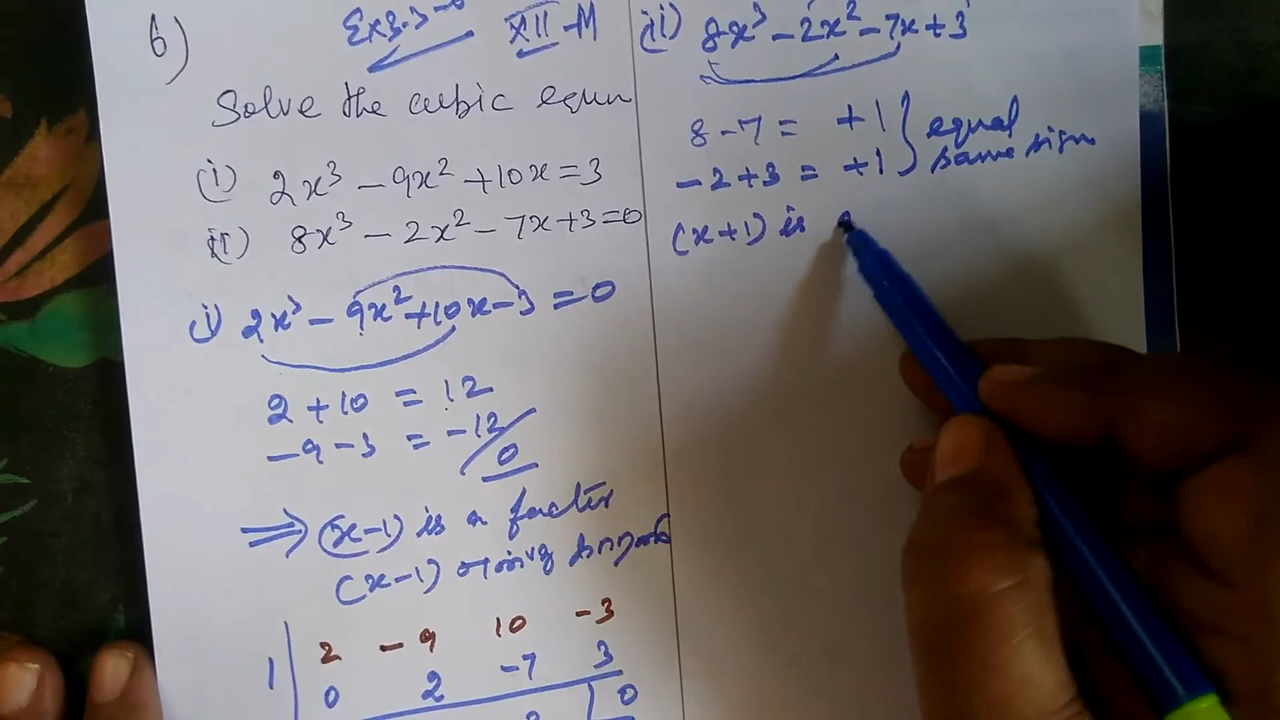 6)
Ex 3.3
XII - M
Solve the cubic equn
(i) 2x³ - 9x² + 10x = 3
ii) 8x³ - 2x² - 7x + 3 = 0
i) 2x³ - 9x² + 10x - 3 = 0
2 + 10 = 12
-9 - 3 = -12
0
⇒ (x-1) is a factor
(x-1)
1 | 2 -9 10 -3
0 2 -7 3
0
ii) 8x³ - 2x² - 7x + 3
8 - 7 = +1 } equal
-2 + 3 = +1 } same sign
(x+1) is